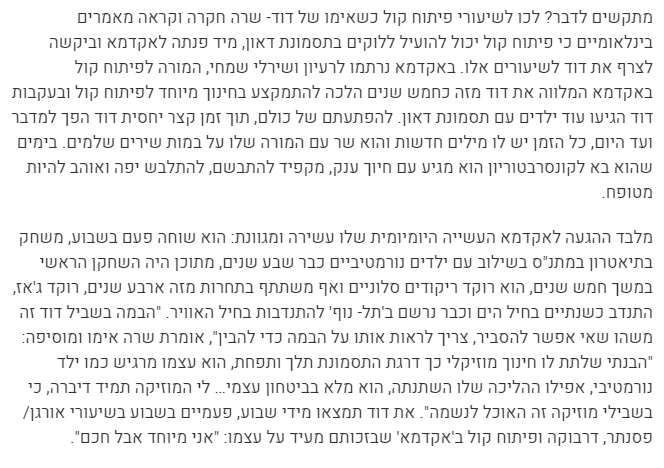 מתקשים לדבר? לכו לשיעורי פיתוח קול כשאימו של דוד- שרה חקרה וקראה מאמרים
בינלאומיים כי פיתוח קול יכול להועיל ללוקים בתסמונת דאון, מיד פנתה לאקדמא וביקשה
לצרף את דוד לשיעורים אלו. באקדמא נרתמו לרעיון ושירלי שמחי, המורה לפיתוח קול
באקדמא המלווה את דוד מזה כחמש שנים הלכה להתמקצע בחינוך מיוחד לפיתוח קול ובעקבות
דוד הגיעו עוד ילדים עם תסמונת דאון. להפתעתם של כולם, תוך זמן קצר יחסית דוד הפך למדבר
ועד היום, כל הזמן יש לו מילים חדשות והוא שר עם המורה שלו על במות שירים שלמים. בימים
שהוא בא לקונסרבטוריון הוא מגיע עם חיוך ענק, מקפיד להתבשם, להתלבש יפה ואוהב להיות
מטופח.
מלבד ההגעה לאקדמא העשייה היומיומית שלו עשירה ומגוונת: הוא שוחה פעם בשבוע, משחק
בתיאטרון במתנ"ס בשילוב עם ילדים נורמטיביים כבר שבע שנים, מתוכן היה השחקן הראשי
במשך חמש שנים, הוא רוקד ריקודים סלוניים ואף משתתף בתחרות מזה ארבע שנים, רוקד ג'אז,
התנדב כשנתיים בחיל הים וכבר נרשם ב'תל- נוף' להתנדבות בחיל האוויר. "הבמה בשביל דוד זה
משהו שאי אפשר להסביר, צריך לראות אותו על הבמה כדי להבין", אומרת שרה אימו ומוסיפה:
"הבנתי שלתת לו חינוך מוזיקלי כך דרגת התסמונת תלך ותפחת, הוא עצמו מרגיש כמו ילד
נורמטיבי, אפילו ההליכה שלו השתנתה, הוא מלא בביטחון עצמי... לי המוזיקה תמיד דיברה, כי
בשבילי מוזיקה זה האוכל לנשמה". את דוד תמצאו מידי שבוע, פעמיים בשבוע בשיעורי אורגן/
פסנתר, דרבוקה ופיתוח קול ב'אקדמא' שבזכותם מעיד על עצמו: "אני מיוחד אבל חכם".